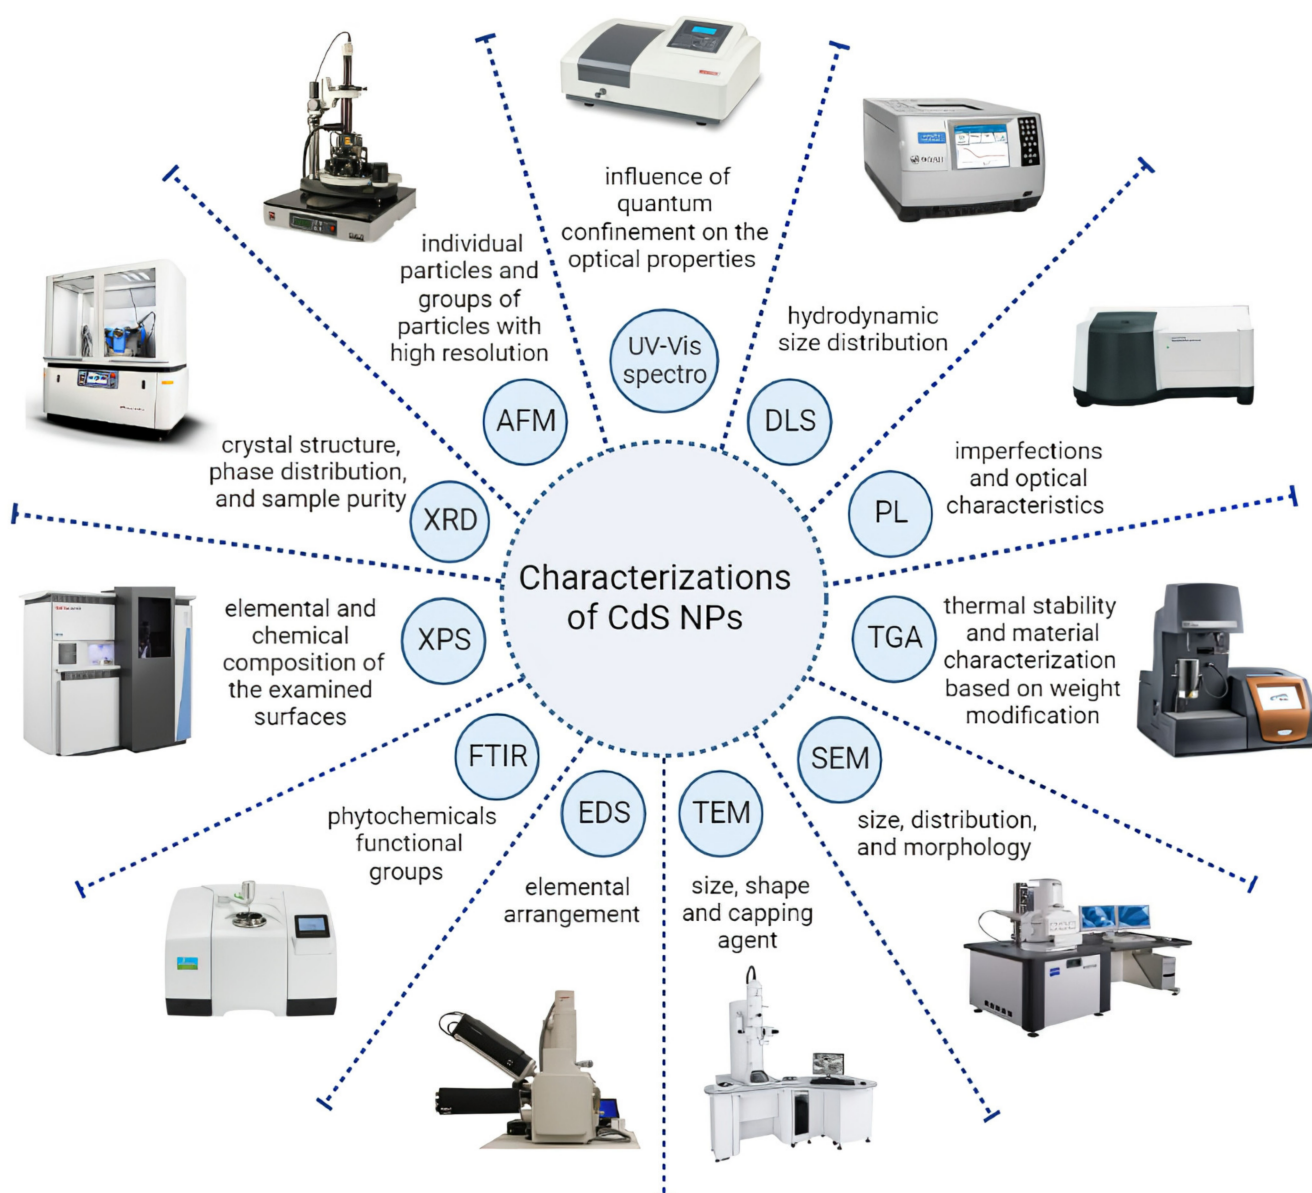 influence of
quantum
confinement on the
optical properties
UV-Vis
spectro
hydrodynamic
size distribution
DLS
imperfections
and optical
characteristics
PL
thermal stability
and material
characterization
based on weight
modification
TGA
SEM
size, distribution,
and morphology
TEM
size, shape
and capping
agent
EDS
elemental
arrangement
FTIR
phytochemicals
functional
groups
XPS
elemental and
chemical
composition of
the examined
surfaces
XRD
crystal structure,
phase distribution,
and sample purity
AFM
individual
particles and
groups of
particles with
high resolution
Characterizations
of CdS NPs